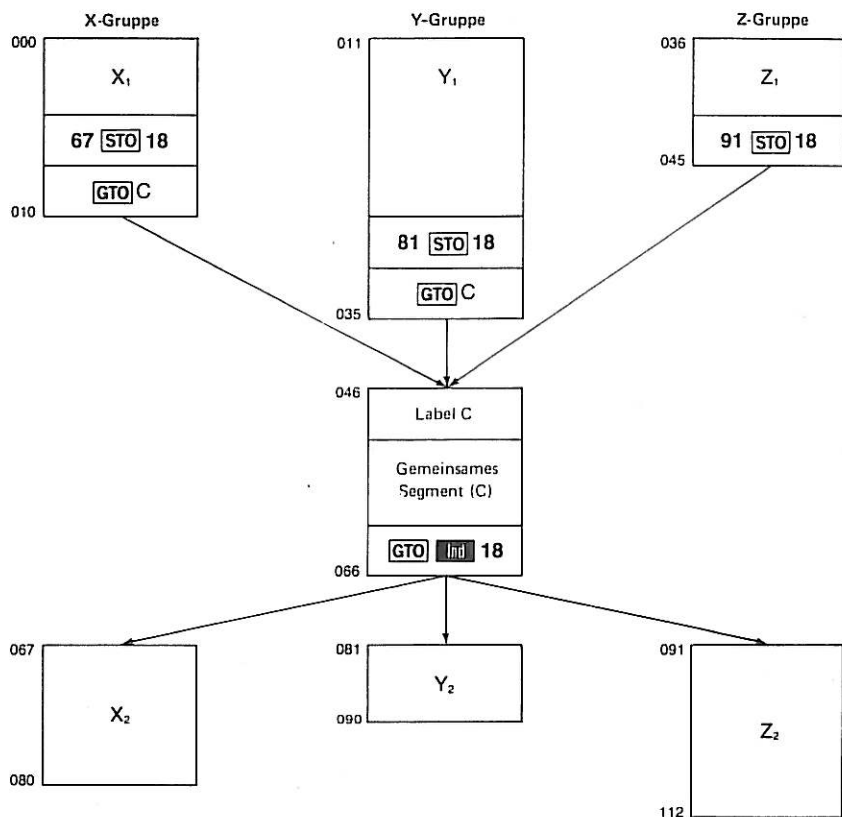 X-Gruppe Y-Gruppe Z-Gruppe
000 011 036
X₁ Y₁ Z₁
67 STO 18 91 STO 18
045
GTO C
010
81 STO 18
GTO C
035
046
Label C
Gemeinsames
Segment (C)
GTO Ind 18
066
067 081 091
X₂ Y₂ Z₂
090
080
112